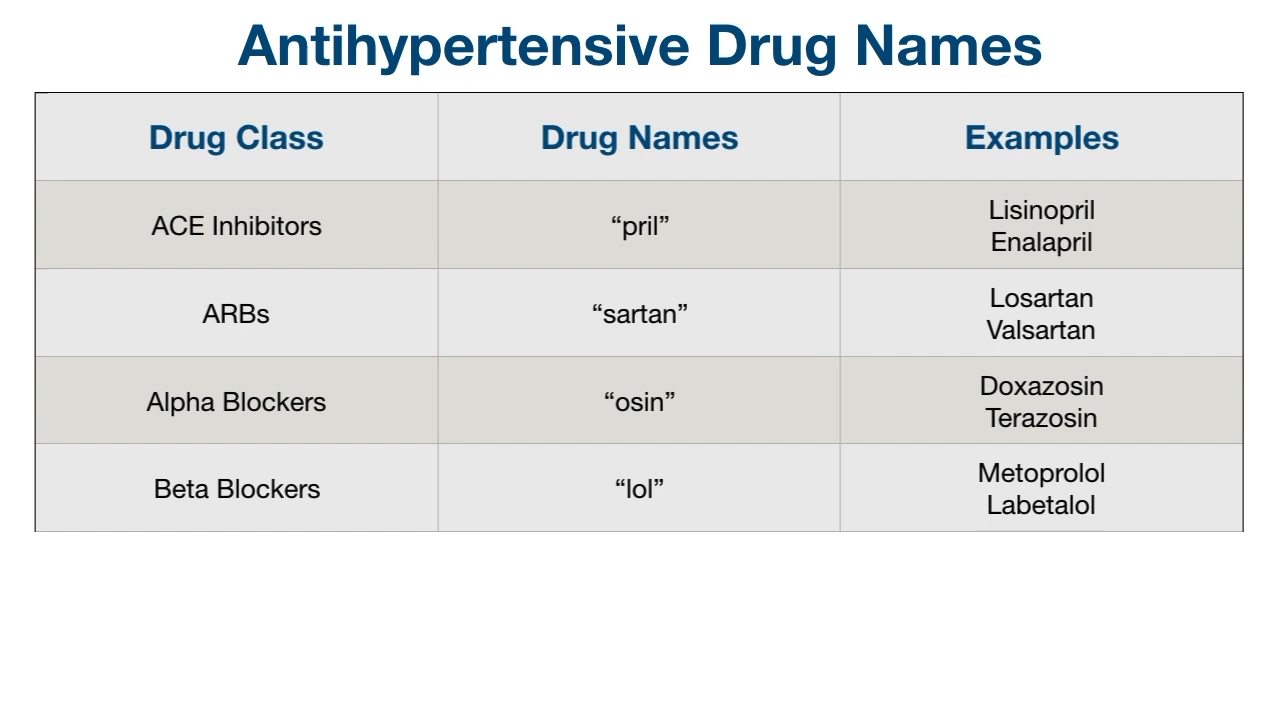 Antihypertensive Drug Names
Drug Class Drug Names Examples
ACE Inhibitors “pril” Lisinopril
Enalapril
ARBs “sartan” Losartan
Valsartan
Alpha Blockers “osin” Doxazosin
Terazosin
Beta Blockers “lol” Metoprolol
Labetalol